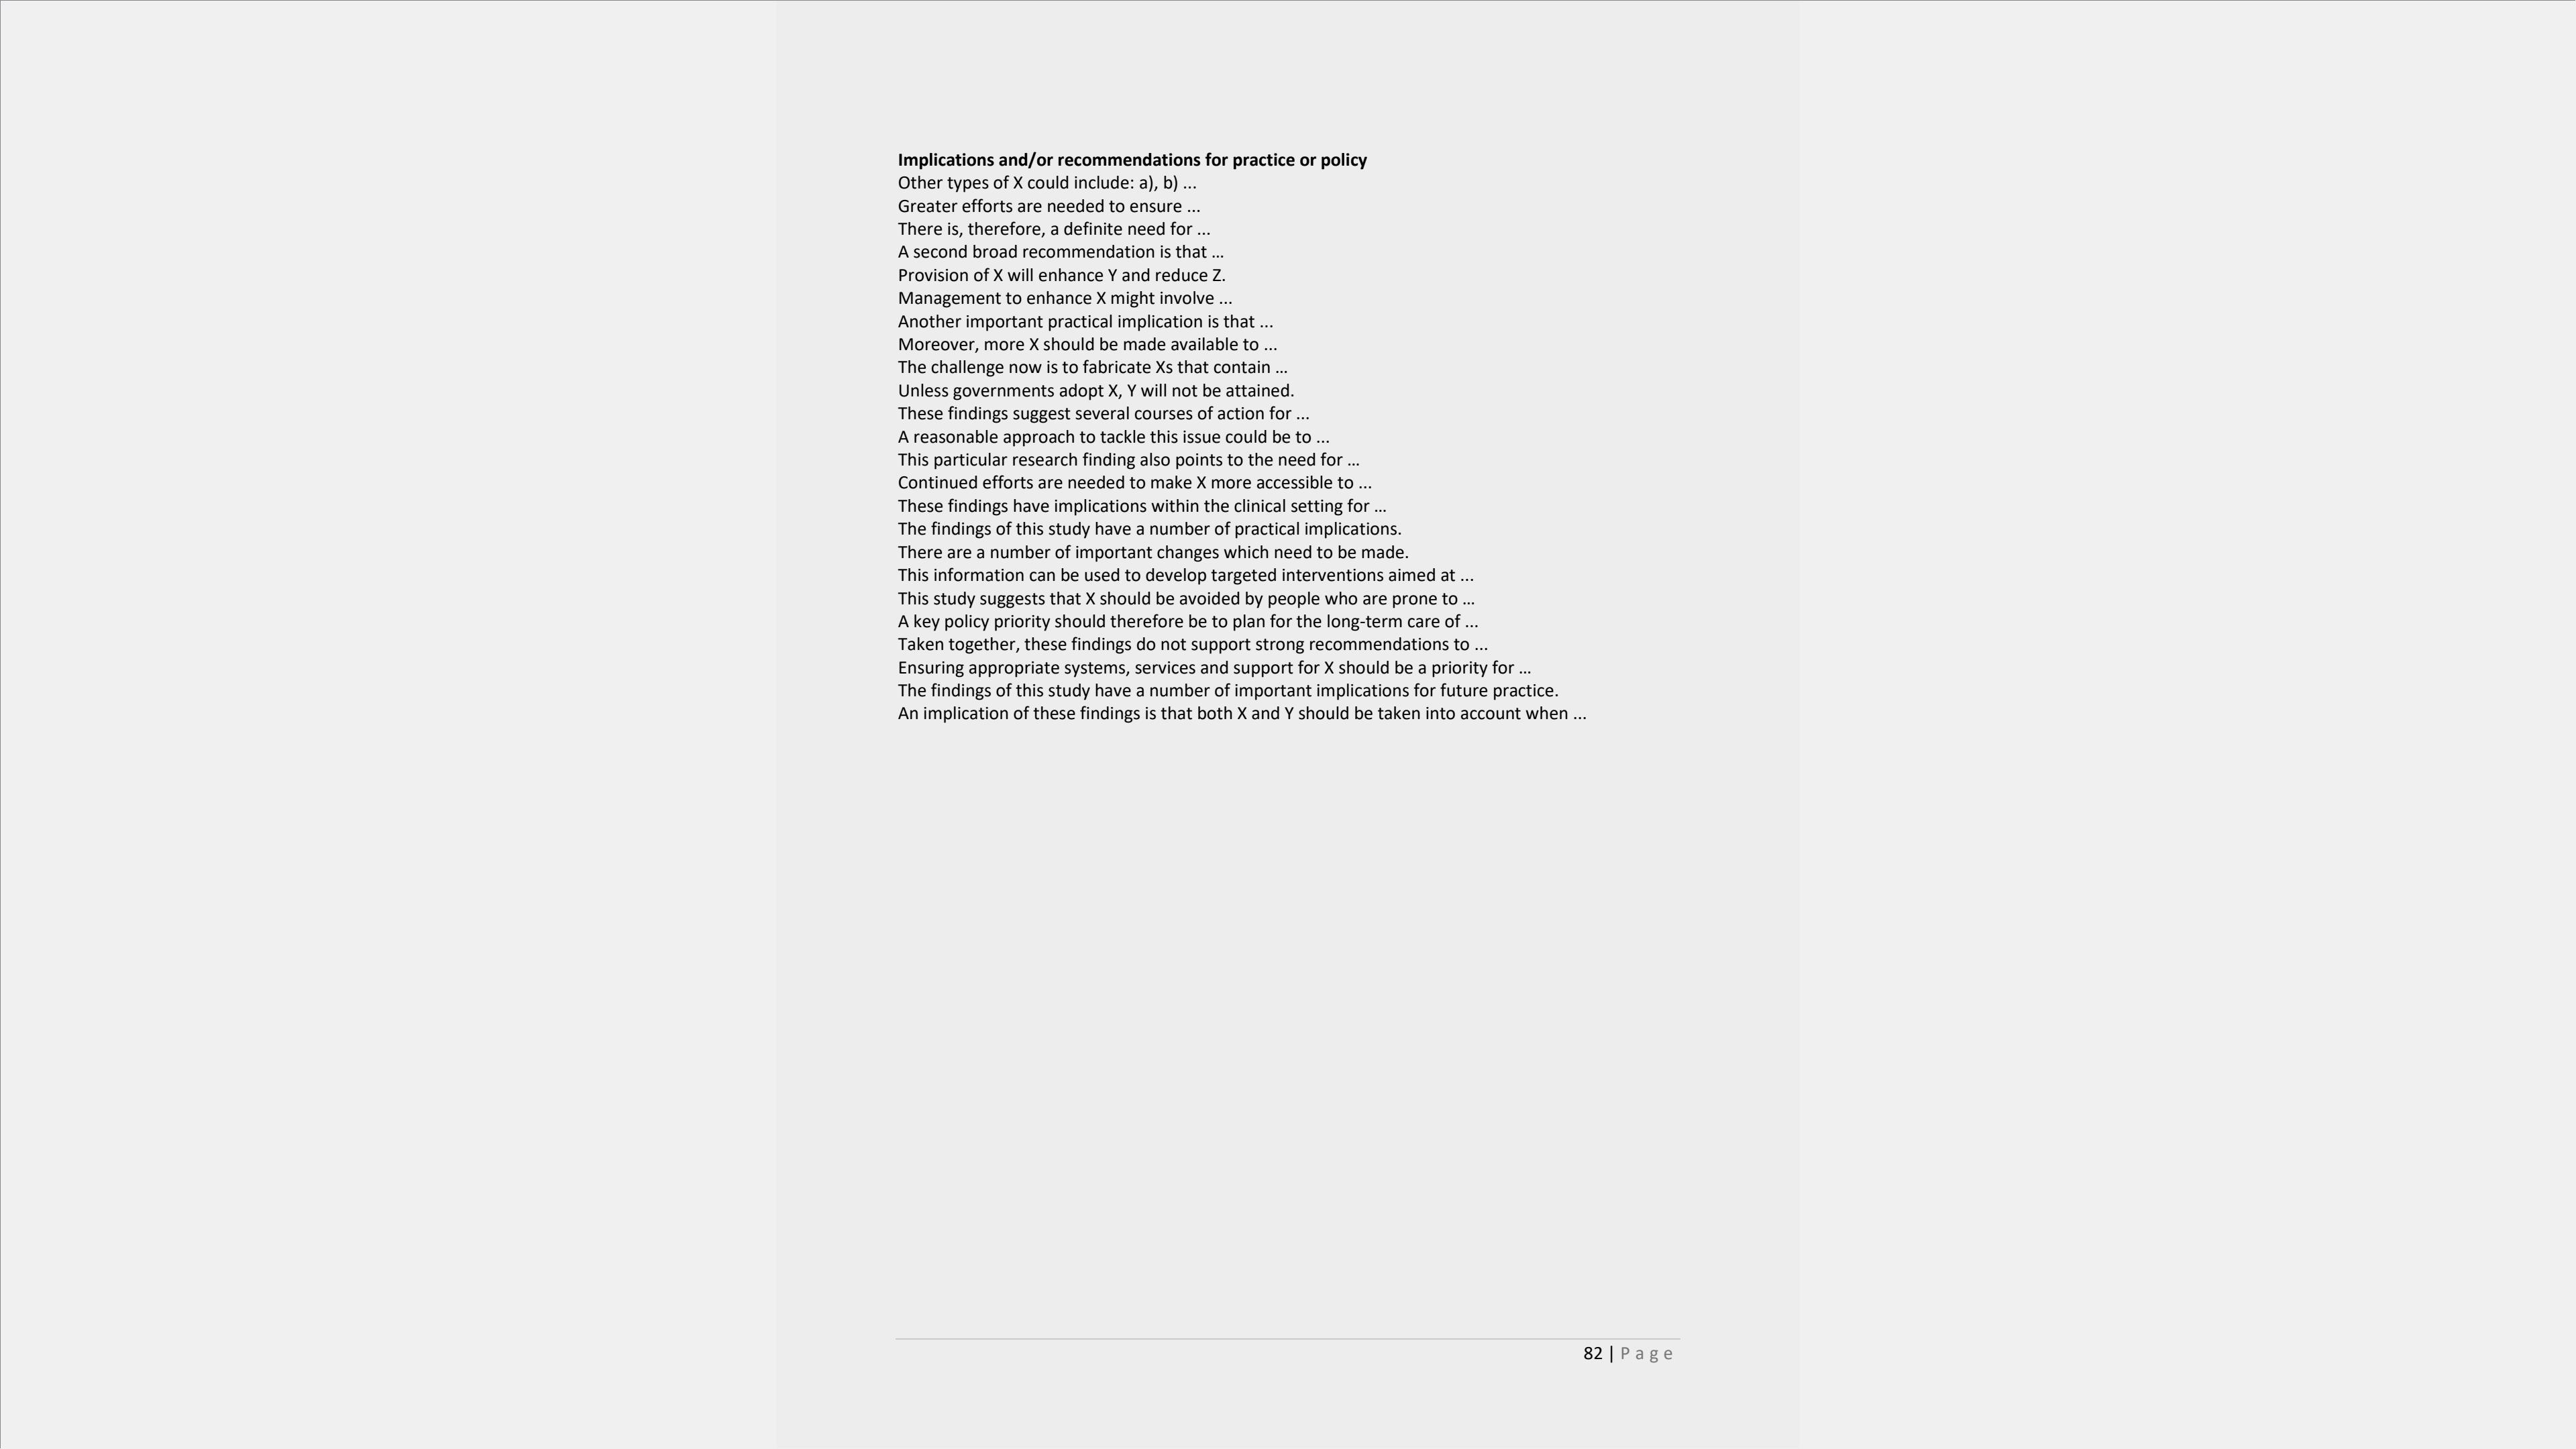 Implications and/or recommendations for practice or policy
Other types of X could include: a), b) ...
Greater efforts are needed to ensure ...
There is, therefore, a definite need for ...
A second broad recommendation is that …
Provision of X will enhance Y and reduce Z.
Management to enhance X might involve ...
Another important practical implication is that ...
Moreover, more X should be made available to ...
The challenge now is to fabricate Xs that contain …
Unless governments adopt X, Y will not be attained.
These findings suggest several courses of action for ...
A reasonable approach to tackle this issue could be to ...
This particular research finding also points to the need for …
Continued efforts are needed to make X more accessible to ...
These findings have implications within the clinical setting for …
The findings of this study have a number of practical implications.
There are a number of important changes which need to be made.
This information can be used to develop targeted interventions aimed at ...
This study suggests that X should be avoided by people who are prone to …
A key policy priority should therefore be to plan for the long-term care of ...
Taken together, these findings do not support strong recommendations to ...
Ensuring appropriate systems, services and support for X should be a priority for …
The findings of this study have a number of important implications for future practice.
An implication of these findings is that both X and Y should be taken into account when ...
82 | Page